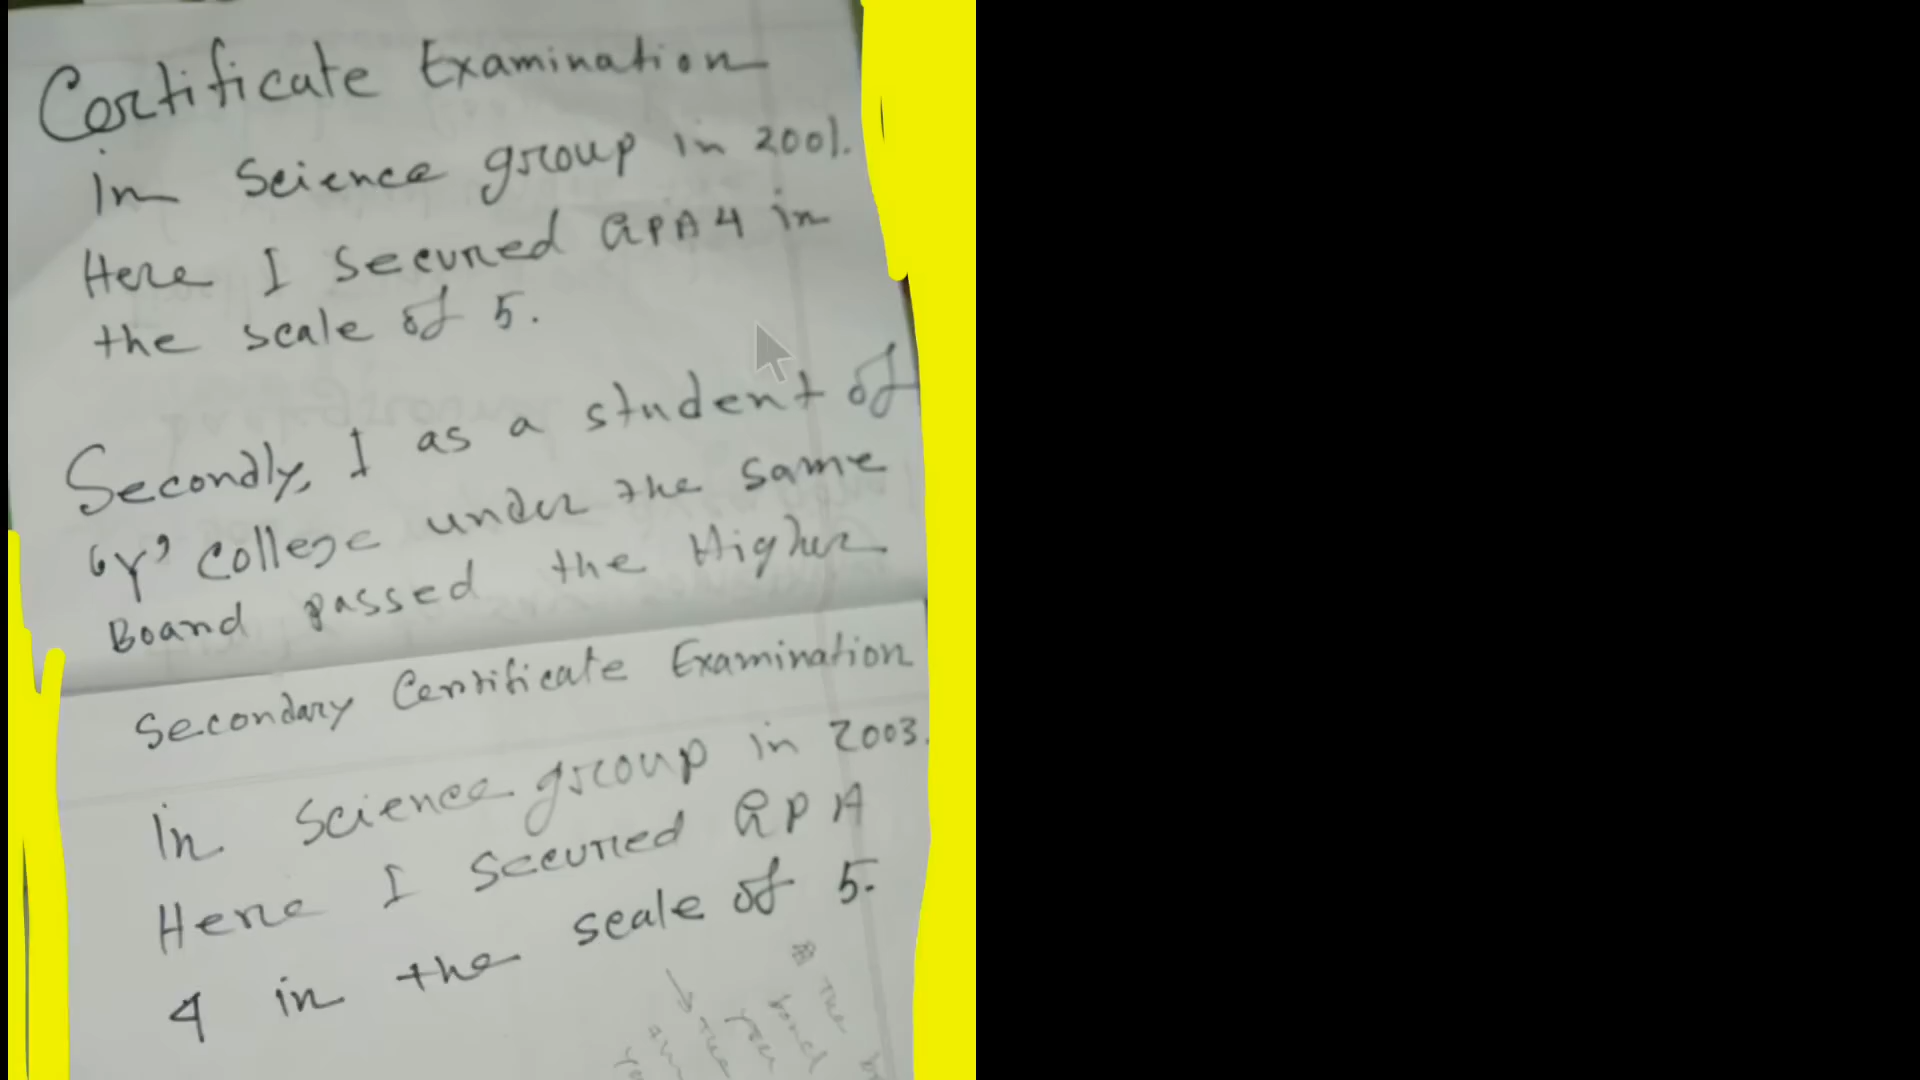 Certificate Examination
in Science group in 2001.
Here I secured GPA 4 in
the scale of 5.
Secondly, I as a student of
'Y' college under the same
Board passed the Higher
Secondary Certificate Examination
in Science group in 2003.
Here I secured GPA
4 in the scale of 5.
The